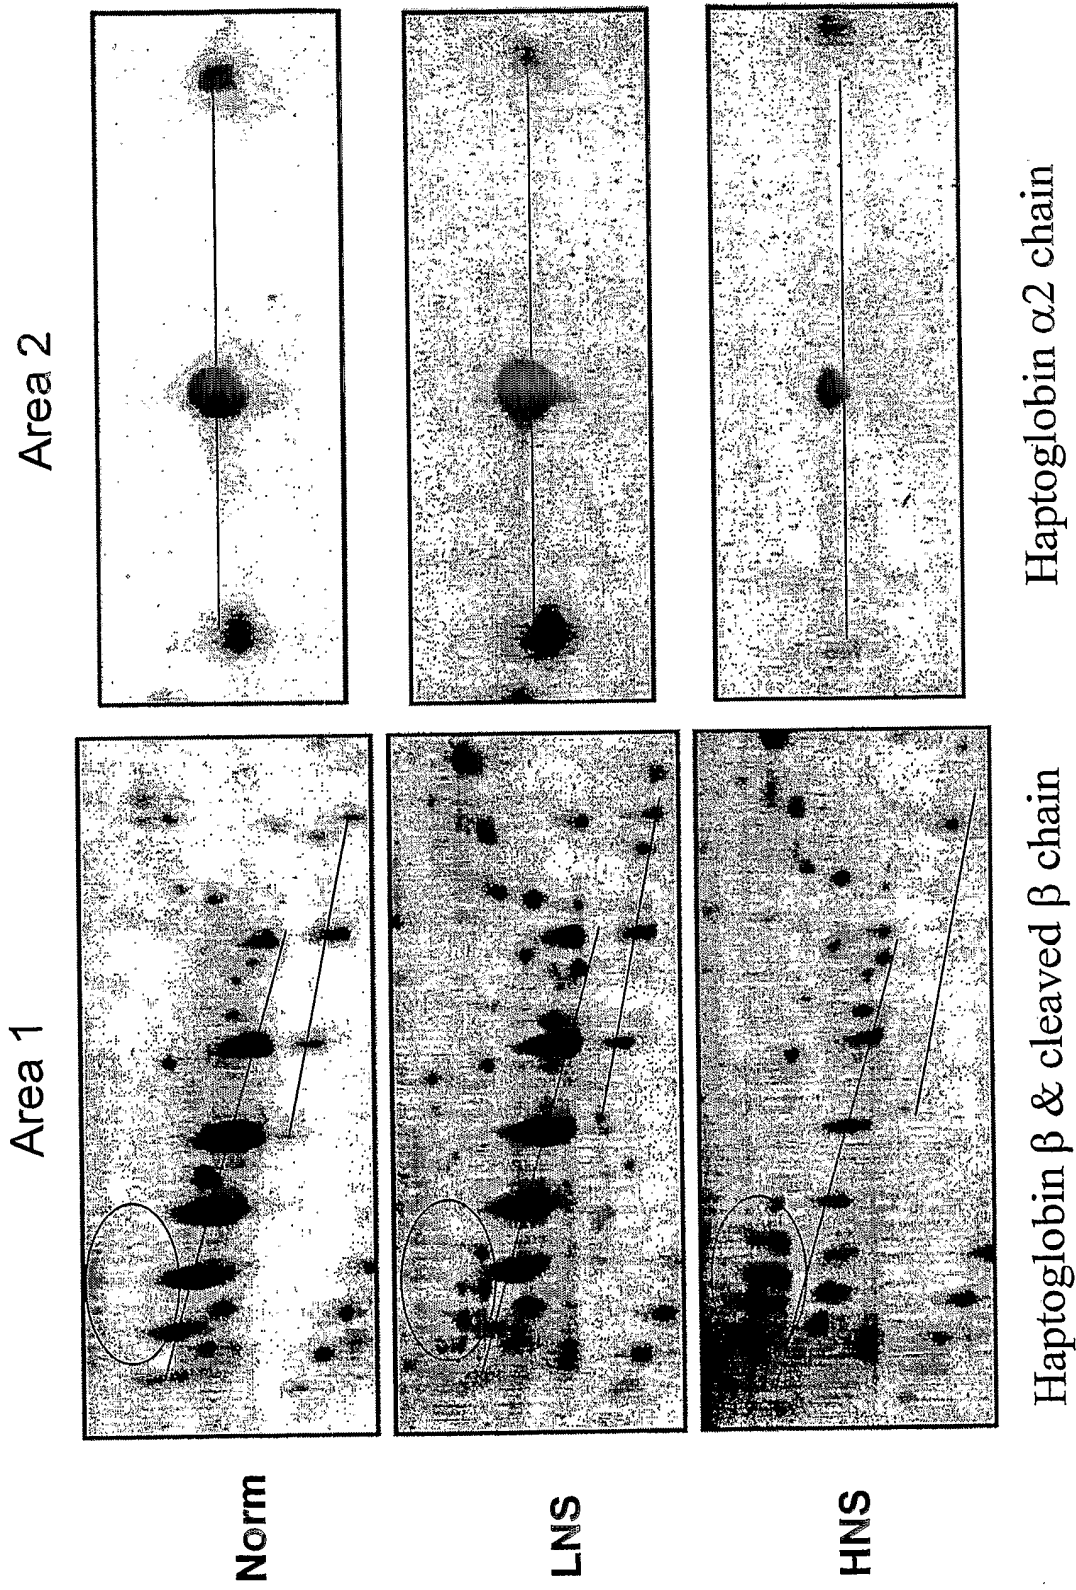 Area 1
Area 2
Norm
LNS
HNS
Haptoglobin β & cleaved β chain
Haptoglobin α2 chain